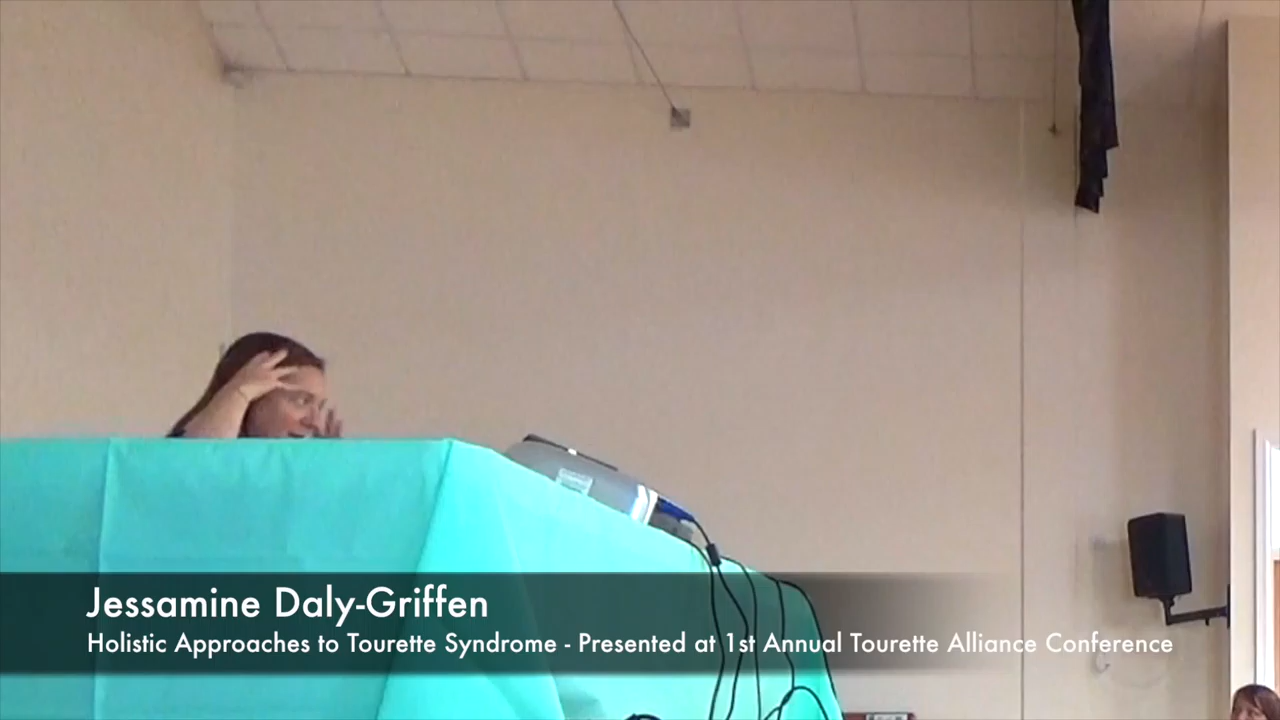 Jessamine Daly-Griffen
Holistic Approaches to Tourette Syndrome - Presented at 1st Annual Tourette Alliance Conference